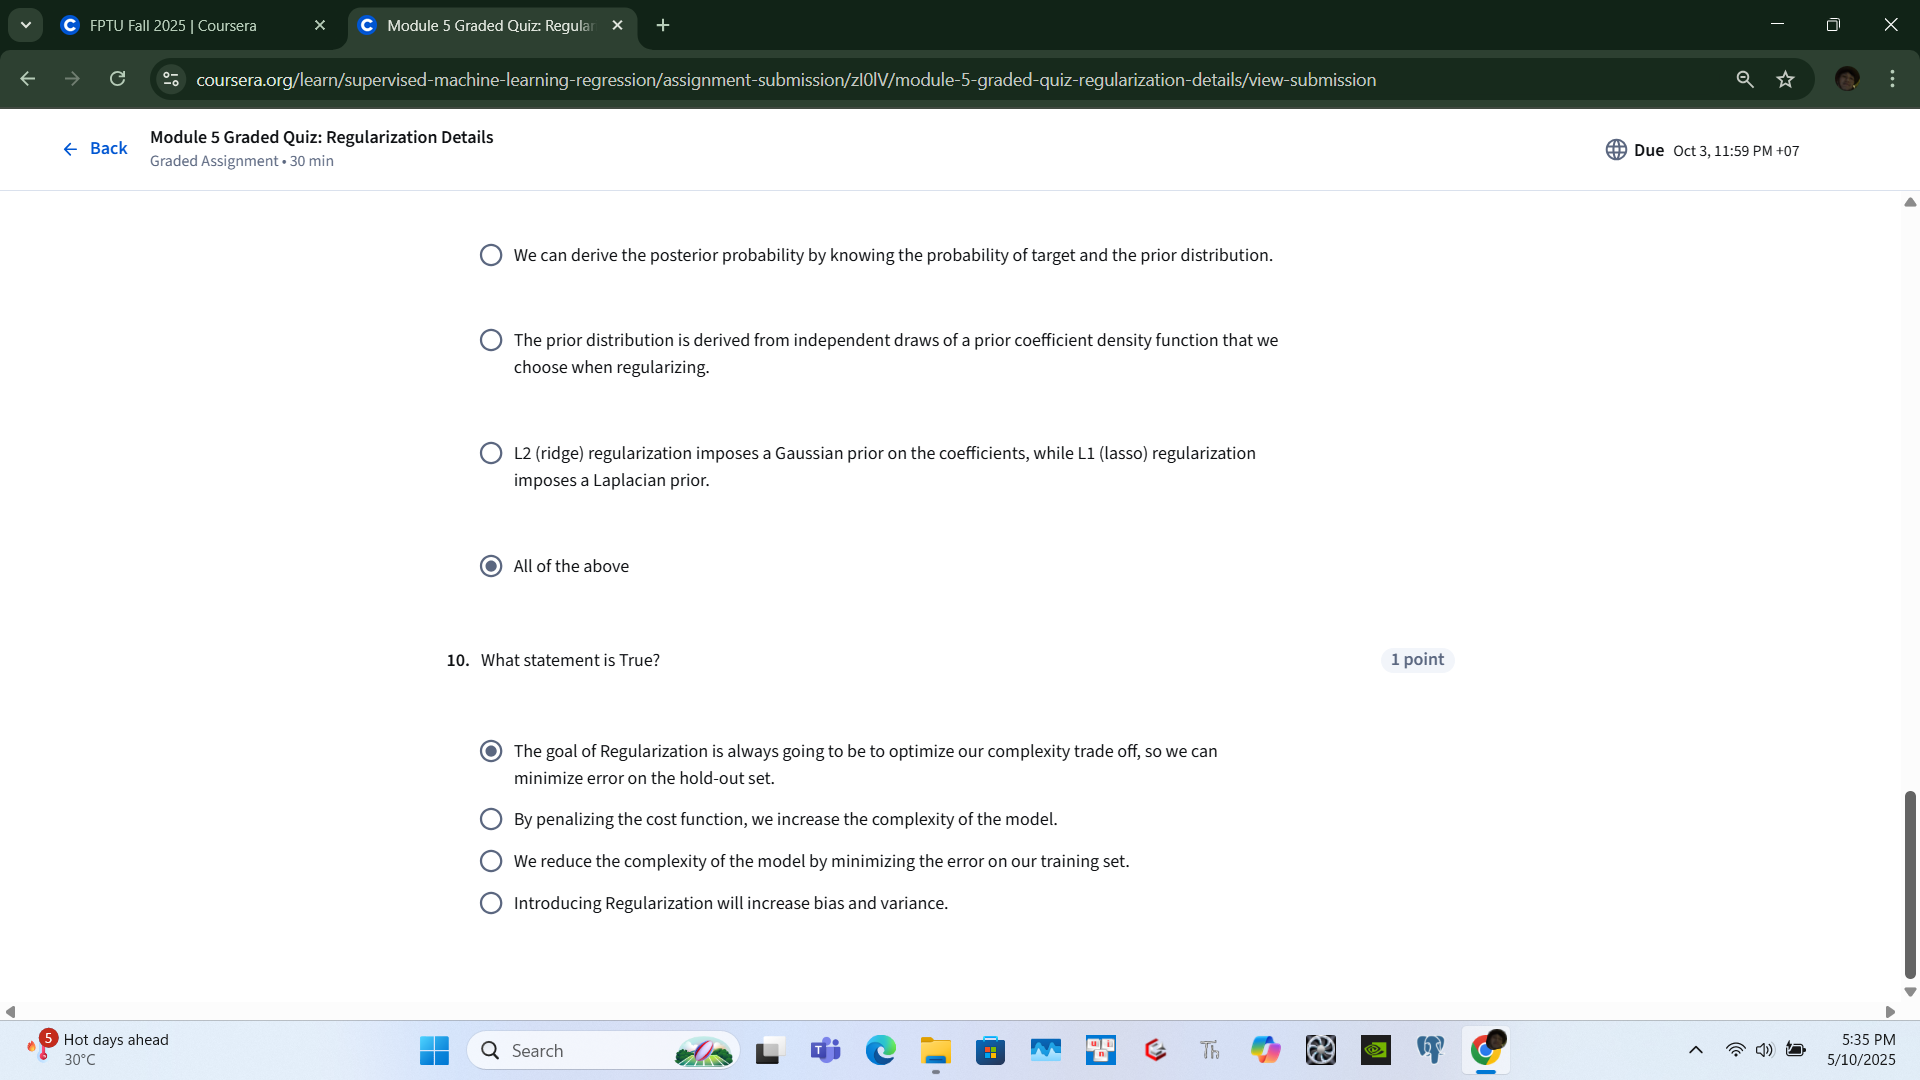 FPTU Fall 2025 | Coursera
Module 5 Graded Quiz: Regular
coursera.org/learn/supervised-machine-learning-regression/assignment-submission/zl0lV/module-5-graded-quiz-regularization-details/view-submission
Back
Module 5 Graded Quiz: Regularization Details
Graded Assignment • 30 min
Due Oct 3, 11:59 PM +07
We can derive the posterior probability by knowing the probability of target and the prior distribution.
The prior distribution is derived from independent draws of a prior coefficient density function that we
choose when regularizing.
L2 (ridge) regularization imposes a Gaussian prior on the coefficients, while L1 (lasso) regularization
imposes a Laplacian prior.
All of the above
10. What statement is True?
1 point
The goal of Regularization is always going to be to optimize our complexity trade off, so we can
minimize error on the hold-out set.
By penalizing the cost function, we increase the complexity of the model.
We reduce the complexity of the model by minimizing the error on our training set.
Introducing Regularization will increase bias and variance.
5
Hot days ahead
30°C
Search
Th
5:35 PM
5/10/2025